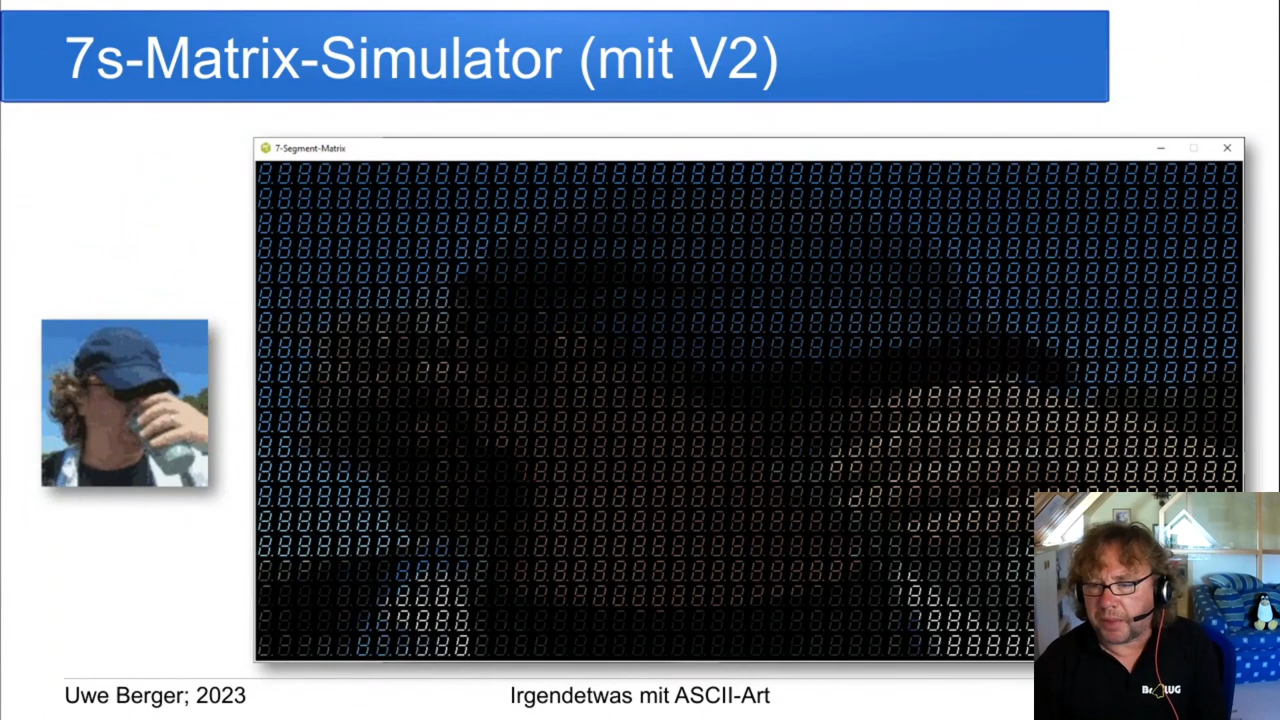 7s-Matrix-Simulator (mit V2)
7-Segment-Matrix
Uwe Berger; 2023
Irgendetwas mit ASCII-Art